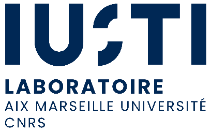 IUSTI
LABORATOIRE
AIX MARSEILLE UNIVERSITÉ
CNRS